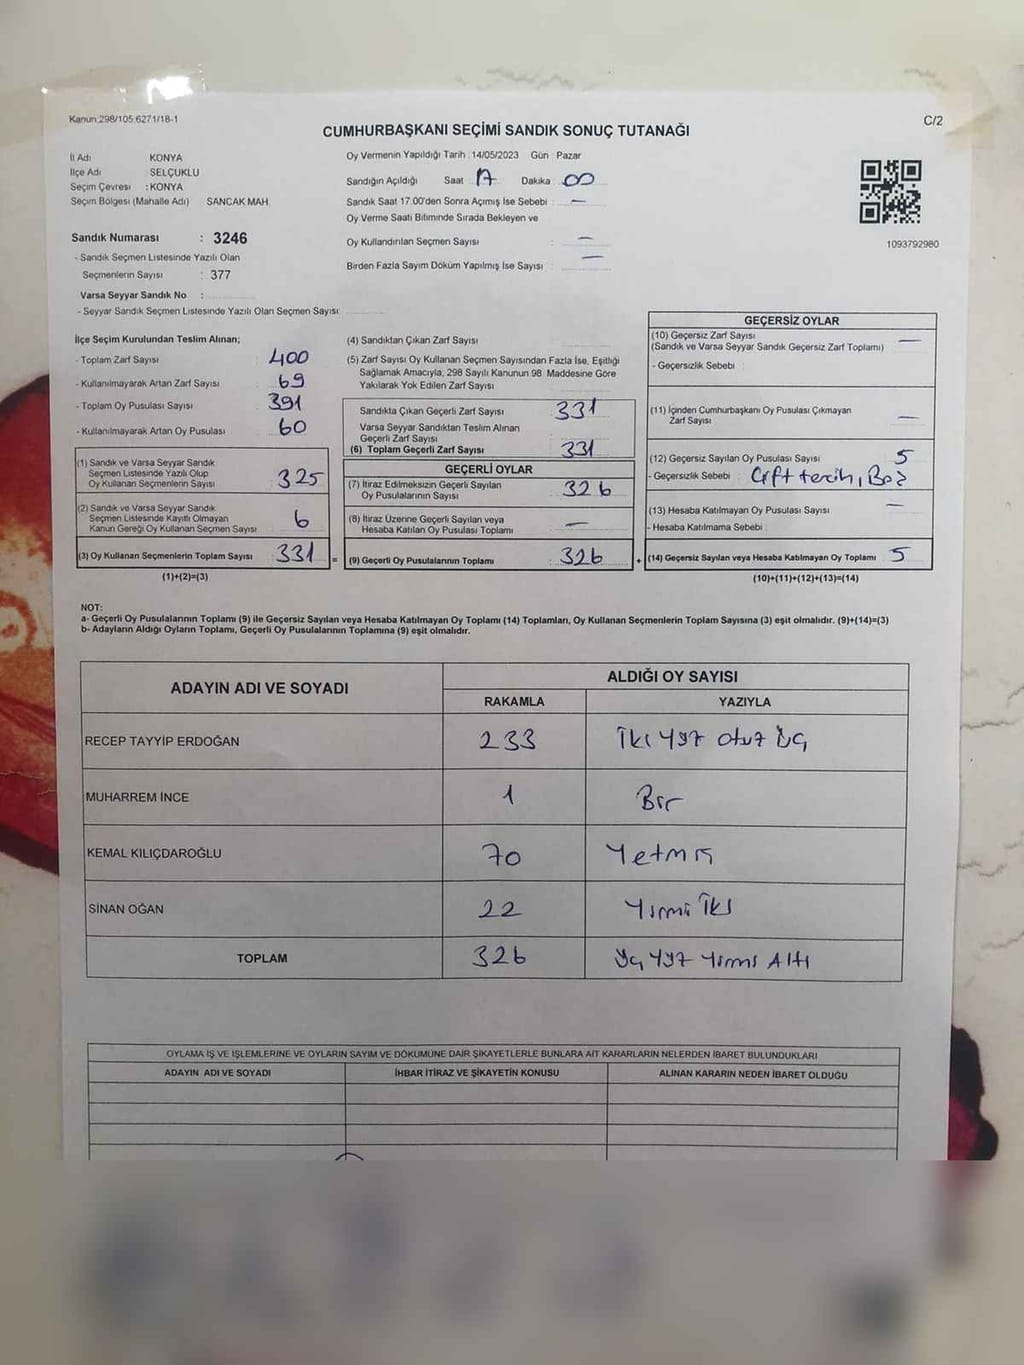 Kanun 298/105 6271/18-1
C/2
CUMHURBAŞKANI SEÇİMİ SANDIK SONUÇ TUTANAĞI
İl Adı KONYA
İlçe Adı : SELÇUKLU
Seçim Çevresi : KONYA
Seçim Bölgesi (Mahalle Adı) SANCAK MAH.
Sandık Numarası : 3246
- Sandık Seçmen Listesinde Yazılı Olan
Seçmenlerin Sayısı : 377
Varsa Seyyar Sandık No :
- Seyyar Sandık Seçmen Listesinde Yazılı Olan Seçmen Sayısı
Oy Vermenin Yapıldığı Tarih 14/05/2023 Gün Pazar
Sandığın Açıldığı Saat 17 Dakika 00
Sandık Saat 17.00'den Sonra Açımış İse Sebebi : —
Oy Verme Saati Bitiminde Sırada Bekleyen ve
Oy Kullandırılan Seçmen Sayısı : —
Birden Fazla Sayım Döküm Yapılmış İse Sayısı : —
1093792980
İlçe Seçim Kurulundan Teslim Alınan;
- Toplam Zarf Sayısı 400
- Kullanılmayarak Artan Zarf Sayısı 69
- Toplam Oy Pusulası Sayısı 391
- Kullanılmayarak Artan Oy Pusulası 60
(1) Sandık ve Varsa Seyyar Sandık
Seçmen Listesinde Yazılı Olup
Oy Kullanan Seçmenlerin Sayısı 325
(2) Sandık ve Varsa Seyyar Sandık
Seçmen Listesinde Kayıtlı Olmayan
Kanun Gereği Oy Kullanan Seçmen Sayısı 6
(3) Oy Kullanan Seçmenlerin Toplam Sayısı 331 =
(1)+(2)=(3)
(4) Sandıktan Çıkan Zarf Sayısı
(5) Zarf Sayısı Oy Kullanan Seçmen Sayısından Fazla İse, Eşitliği
Sağlamak Amacıyla, 298 Sayılı Kanunun 98. Maddesine Göre
Yakılarak Yok Edilen Zarf Sayısı
Sandıkta Çıkan Geçerli Zarf Sayısı 331
Varsa Seyyar Sandıktan Teslim Alınan
Geçerli Zarf Sayısı
(6) Toplam Geçerli Zarf Sayısı 331
GEÇERLİ OYLAR
(7) İtiraz Edilmeksizin Geçerli Sayılan
Oy Pusulalarının Sayısı 326
(8) İtiraz Üzerine Geçerli Sayılan veya
Hesaba Katılan Oy Pusulası Toplamı —
(9) Geçerli Oy Pusulalarının Toplamı 326 +
GEÇERSİZ OYLAR
(10) Geçersiz Zarf Sayısı
(Sandık ve Varsa Seyyar Sandık Geçersiz Zarf Toplamı) —
- Geçersizlik Sebebi :
(11) İçinden Cumhurbaşkanı Oy Pusulası Çıkmayan
Zarf Sayısı —
(12) Geçersiz Sayılan Oy Pusulası Sayısı 5
- Geçersizlik Sebebi : Çift tercih, Boş
(13) Hesaba Katılmayan Oy Pusulası Sayısı —
- Hesaba Katılmama Sebebi
(14) Geçersiz Sayılan veya Hesaba Katılmayan Oy Toplamı 5
(10)+(11)+(12)+(13)=(14)
NOT:
a- Geçerli Oy Pusulalarının Toplamı (9) ile Geçersiz Sayılan veya Hesaba Katılmayan Oy Toplamı (14) Toplamları, Oy Kullanan Seçmenlerin Toplam Sayısına (3) eşit olmalıdır. (9)+(14)=(3)
b- Adayların Aldığı Oyların Toplamı, Geçerli Oy Pusulalarının Toplamına (9) eşit olmalıdır.
ADAYIN ADI VE SOYADI ALDIĞI OY SAYISI
RAKAMLA YAZIYLA
RECEP TAYYİP ERDOĞAN 233 İki yüz otuz üç
MUHARREM İNCE 1 Bir
KEMAL KILIÇDAROĞLU 70 Yetmiş
SİNAN OĞAN 22 Yirmi İki
TOPLAM 326 Üç yüz yirmi Altı
OYLAMA İŞ VE İŞLEMLERİNE VE OYLARIN SAYIM VE DÖKÜMÜNE DAİR ŞİKAYETLERLE BUNLARA AİT KARARLARIN NELERDEN İBARET BULUNDUKLARI
ADAYIN ADI VE SOYADI İHBAR İTİRAZ VE ŞİKAYETİN KONUSU ALINAN KARARIN NEDEN İBARET OLDUĞU